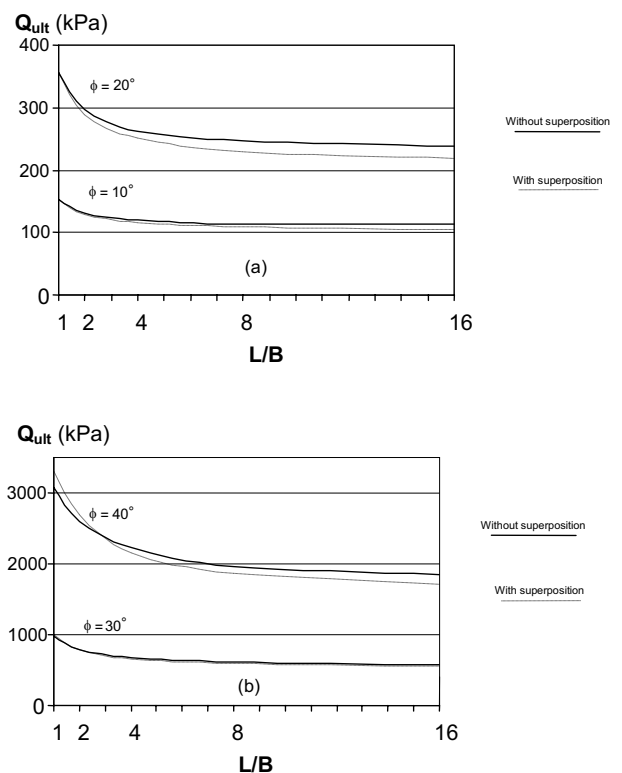 Qult (kPa)
400
300
200
100
0
ϕ = 20°
ϕ = 10°
(a)
1 2 4 8 16
L/B
Without superposition
With superposition
Qult (kPa)
3000
2000
1000
0
ϕ = 40°
ϕ = 30°
(b)
1 2 4 8 16
L/B
Without superposition
With superposition